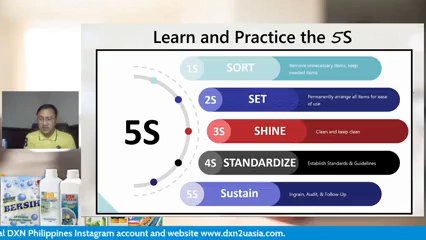 Learn and Practice the 5S
5S
1S SORT
Remove unnecessary items, keep
needed items
2S SET
Permanently arrange all items for ease
of use
3S SHINE
Clean and keep clean
4S STANDARDIZE
Establish Standards & Guidelines
5S Sustain
Ingrain, Audit, & Follow-Up
BERSIH
al DXN Philippines Instagram account and website www.dxn2uasia.com.